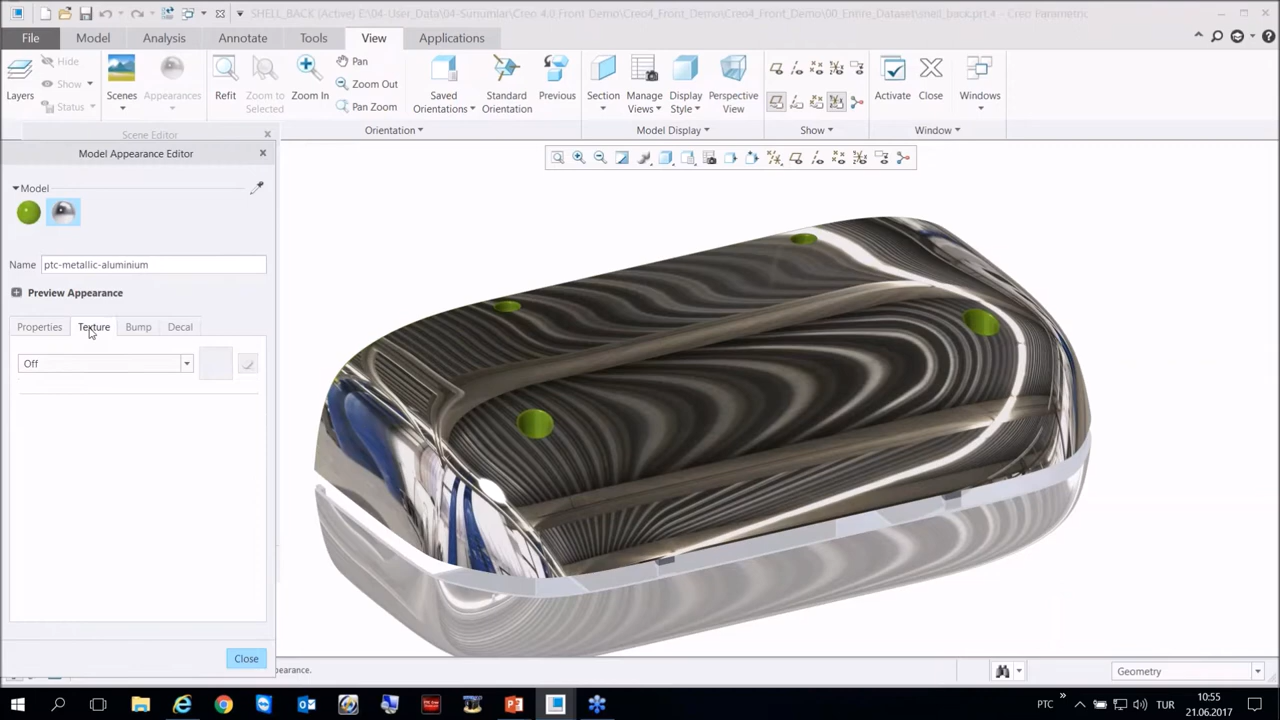 SHELL_BACK (Active) E:\04-User_Data\04-Sunumlar\Creo 4.0 Front Demo\Creo4_Front_Demo\Creo4_Front_Demo\90_Entire_Dataset\shell_back.prt.4 - Creo Parametric
File Model Analysis Annotate Tools View Applications
Hide
Show
Status
Layers
Scenes
Appearances
Refit
Zoom to Selected
Zoom In
Pan
Zoom Out
Pan Zoom
Saved Orientations
Standard Orientation
Previous
Section
Manage Views
Display Style
Perspective View
Activate
Close
Windows
Orientation
Model Display
Show
Window
Scene Editor
Model Appearance Editor
Model
Name ptc-metallic-aluminium
Preview Appearance
Properties Texture Bump Decal
Off
Close
pearance.
Geometry
PTC
TUR
10:55
21.06.2017